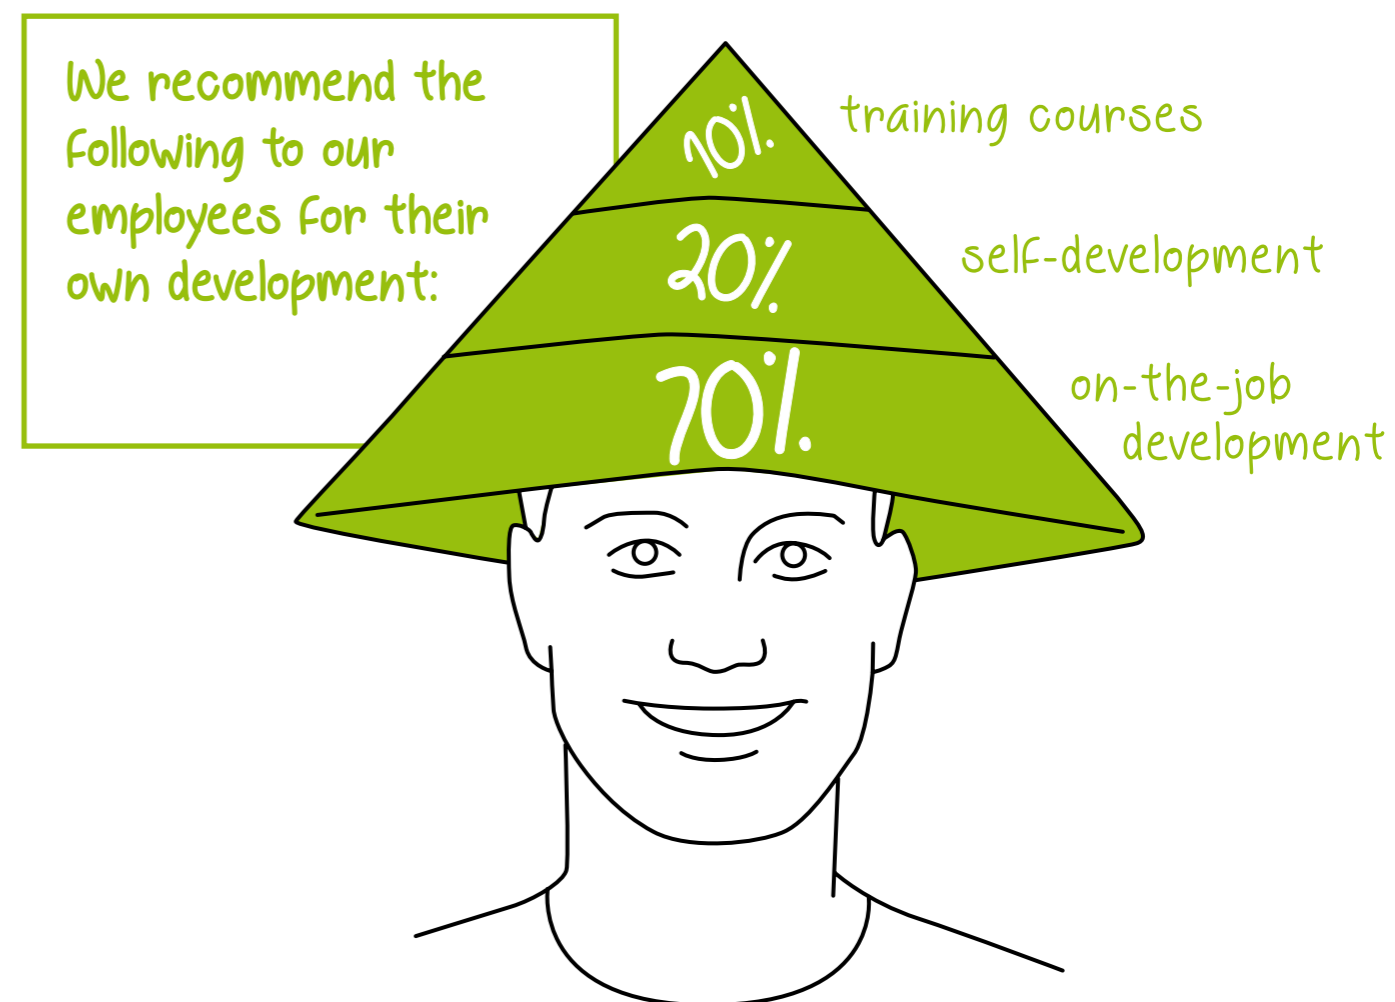 We recommend the
following to our
employees for their
own development:
10%
training courses
20%
self-development
70%
on-the-job
development